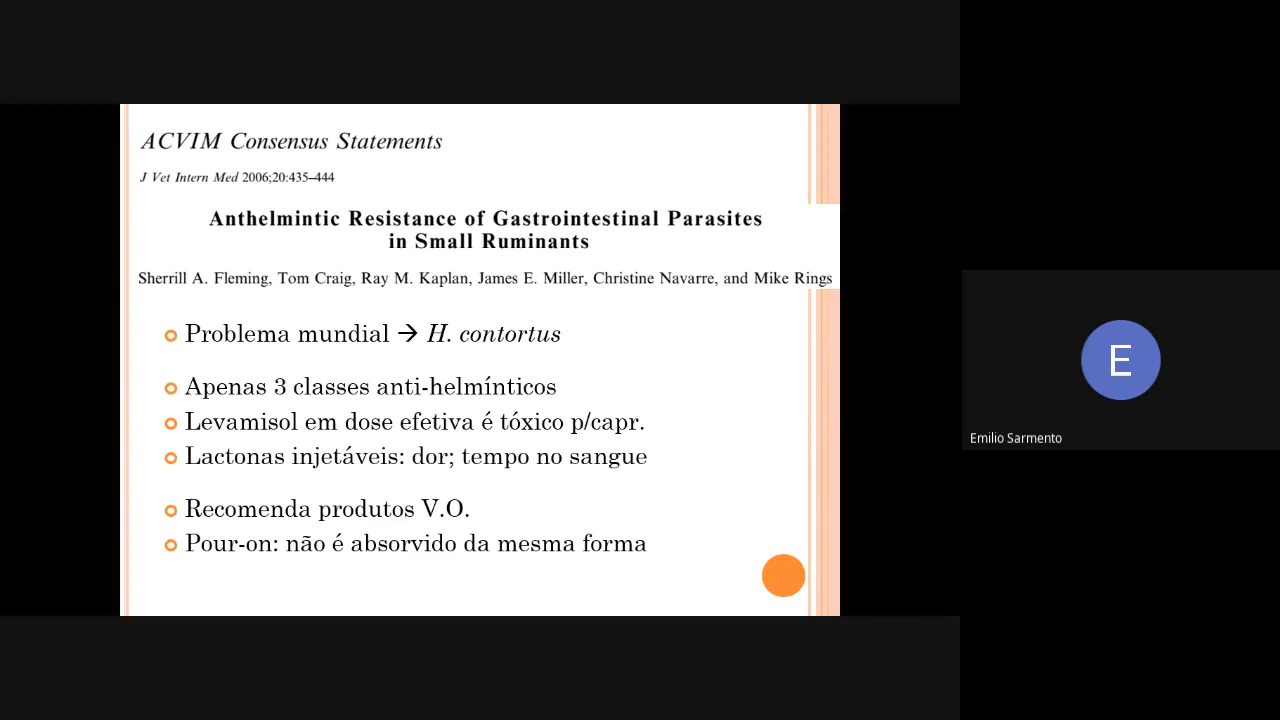 ACVIM Consensus Statements
J Vet Intern Med 2006;20:435–444
Anthelmintic Resistance of Gastrointestinal Parasites
in Small Ruminants
Sherrill A. Fleming, Tom Craig, Ray M. Kaplan, James E. Miller, Christine Navarre, and Mike Rings
Problema mundial → H. contortus
Apenas 3 classes anti-helmínticos
Levamisol em dose efetiva é tóxico p/capr.
Lactonas injetáveis: dor; tempo no sangue
Recomenda produtos V.O.
Pour-on: não é absorvido da mesma forma
E
Emilio Sarmento